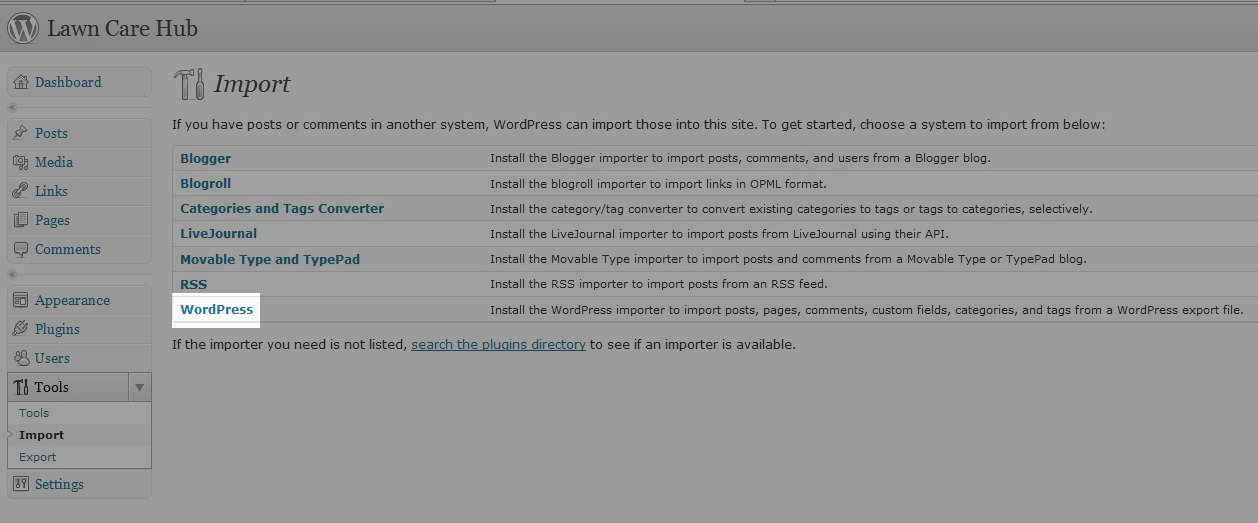 Lawn Care Hub
Dashboard
Posts
Media
Links
Pages
Comments
Appearance
Plugins
Users
Tools
Tools
Import
Export
Settings
Import
If you have posts or comments in another system, WordPress can import those into this site. To get started, choose a system to import from below:
Blogger Install the Blogger importer to import posts, comments, and users from a Blogger blog.
Blogroll Install the blogroll importer to import links in OPML format.
Categories and Tags Converter Install the category/tag converter to convert existing categories to tags or tags to categories, selectively.
LiveJournal Install the LiveJournal importer to import posts from LiveJournal using their API.
Movable Type and TypePad Install the Movable Type importer to import posts and comments from a Movable Type or TypePad blog.
RSS Install the RSS importer to import posts from an RSS feed.
WordPress Install the WordPress importer to import posts, pages, comments, custom fields, categories, and tags from a WordPress export file.
If the importer you need is not listed, search the plugins directory to see if an importer is available.